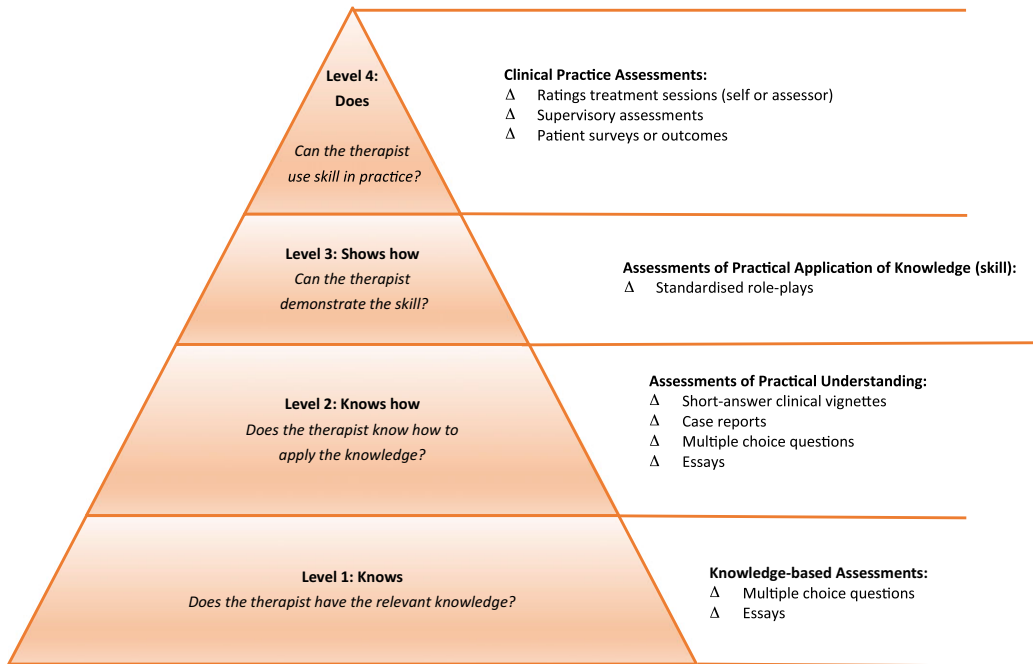 Level 4:
Does
Can the therapist
use skill in practice?
Clinical Practice Assessments:
Δ Ratings treatment sessions (self or assessor)
Δ Supervisory assessments
Δ Patient surveys or outcomes
Level 3: Shows how
Can the therapist
demonstrate the skill?
Assessments of Practical Application of Knowledge (skill):
Δ Standardised role-plays
Level 2: Knows how
Does the therapist know how to
apply the knowledge?
Assessments of Practical Understanding:
Δ Short-answer clinical vignettes
Δ Case reports
Δ Multiple choice questions
Δ Essays
Level 1: Knows
Does the therapist have the relevant knowledge?
Knowledge-based Assessments:
Δ Multiple choice questions
Δ Essays